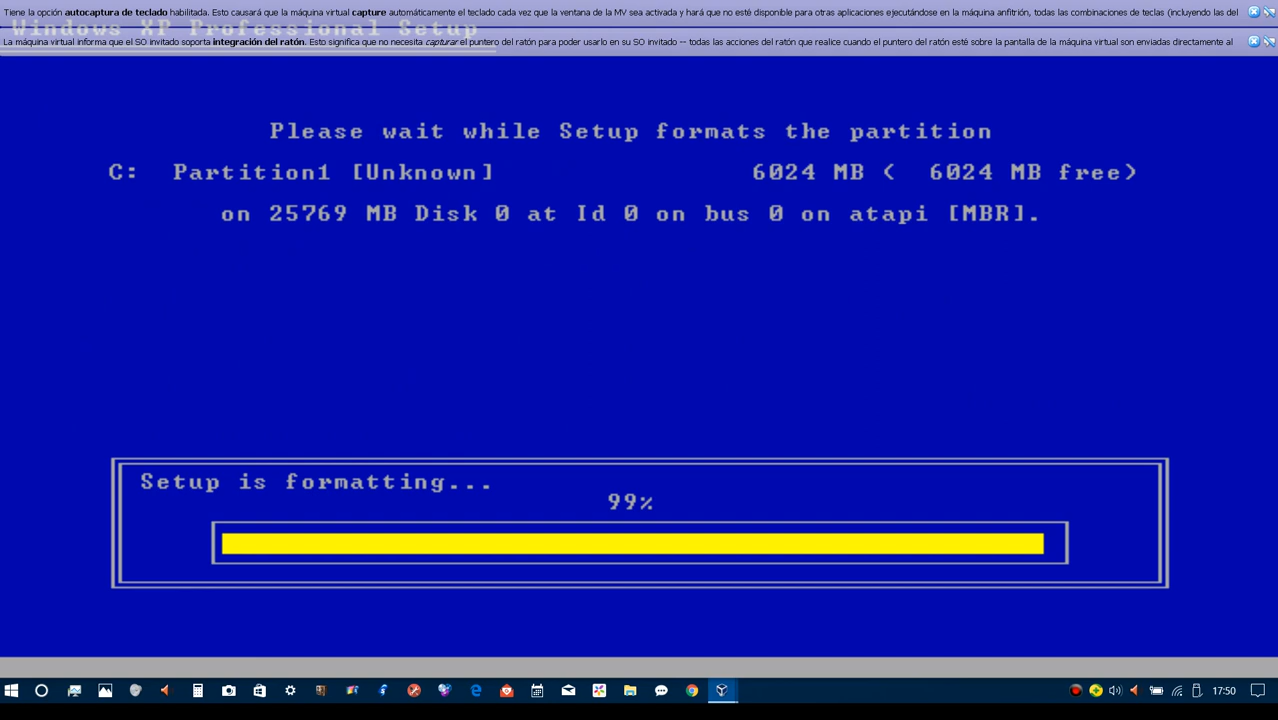 Tiene la opción autocaptura de teclado habilitada. Esto causará que la máquina virtual capture automáticamente el teclado cada vez que la ventana de la MV sea activada y hará que no esté disponible para otras aplicaciones ejecutándose en la máquina anfitrión, todas las combinaciones de teclas (incluyendo las del
Windows XP Professional Setup
La máquina virtual informa que el SO invitado soporta integración del ratón. Esto significa que no necesita capturar el puntero del ratón para poder usarlo en su SO invitado -- todas las acciones del ratón que realice cuando el puntero del ratón esté sobre la pantalla de la máquina virtual son enviadas directamente al
Please wait while Setup formats the partition
C: Partition1 [Unknown] 6024 MB ( 6024 MB free)
on 25769 MB Disk 0 at Id 0 on bus 0 on atapi [MBR].
Setup is formatting...
99%
17:50